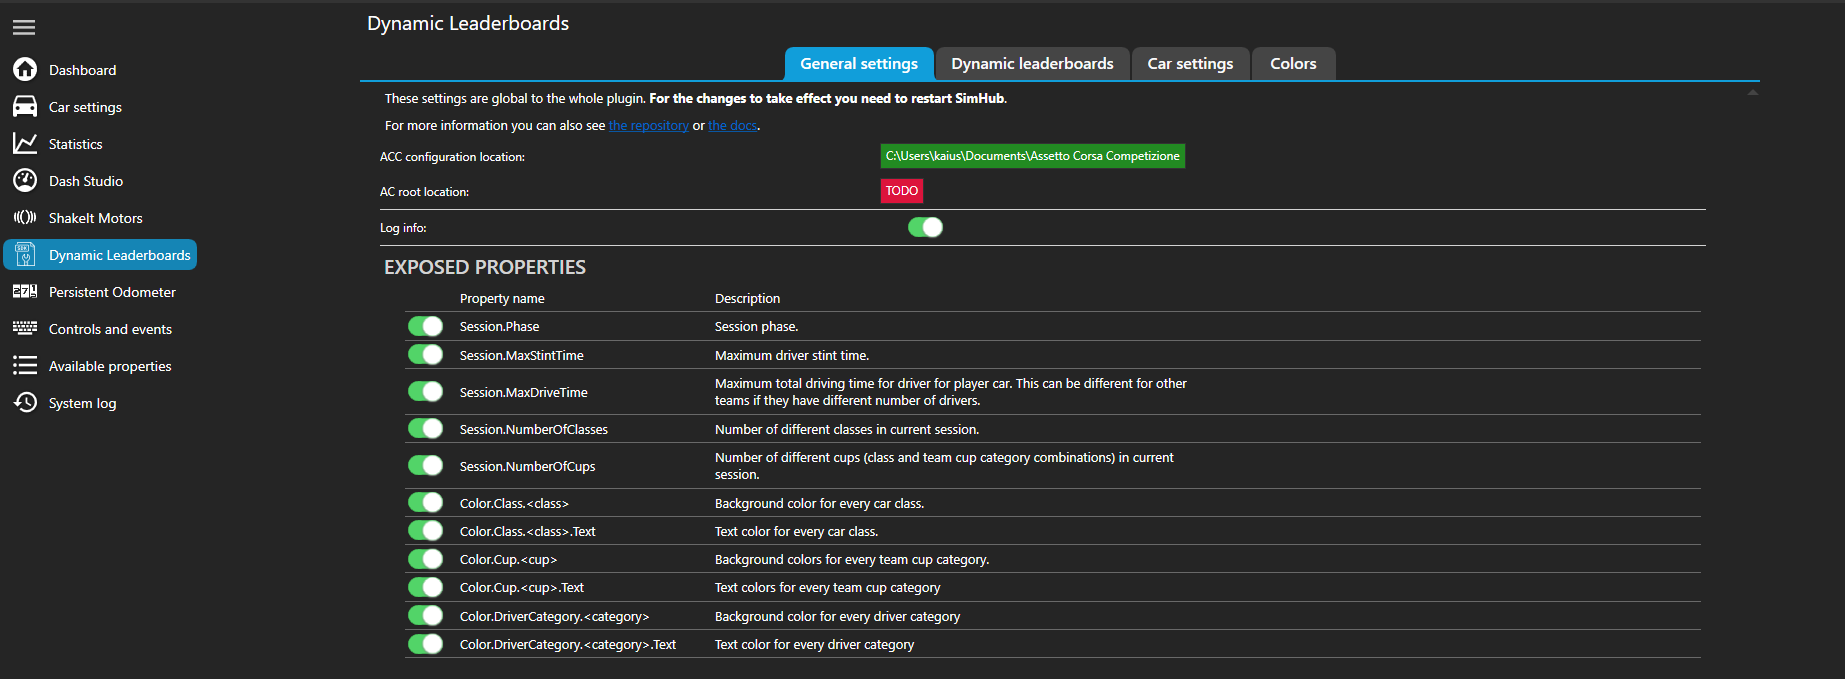 Dynamic Leaderboards
Dashboard
Car settings
Statistics
Dash Studio
ShakeIt Motors
Dynamic Leaderboards
Persistent Odometer
Controls and events
Available properties
System log
General settings
Dynamic leaderboards
Car settings
Colors
These settings are global to the whole plugin. For the changes to take effect you need to restart SimHub.
For more information you can also see the repository or the docs.
ACC configuration location: C:\Users\kaius\Documents\Assetto Corsa Competizione
AC root location: TODO
Log info:
EXPOSED PROPERTIES
Property name Description
Session.Phase Session phase.
Session.MaxStintTime Maximum driver stint time.
Session.MaxDriveTime Maximum total driving time for driver for player car. This can be different for other
teams if they have different number of drivers.
Session.NumberOfClasses Number of different classes in current session.
Session.NumberOfCups Number of different cups (class and team cup category combinations) in current
session.
Color.Class.<class> Background color for every car class.
Color.Class.<class>.Text Text color for every car class.
Color.Cup.<cup> Background colors for every team cup category.
Color.Cup.<cup>.Text Text colors for every team cup category
Color.DriverCategory.<category> Background color for every driver category
Color.DriverCategory.<category>.Text Text color for every driver category